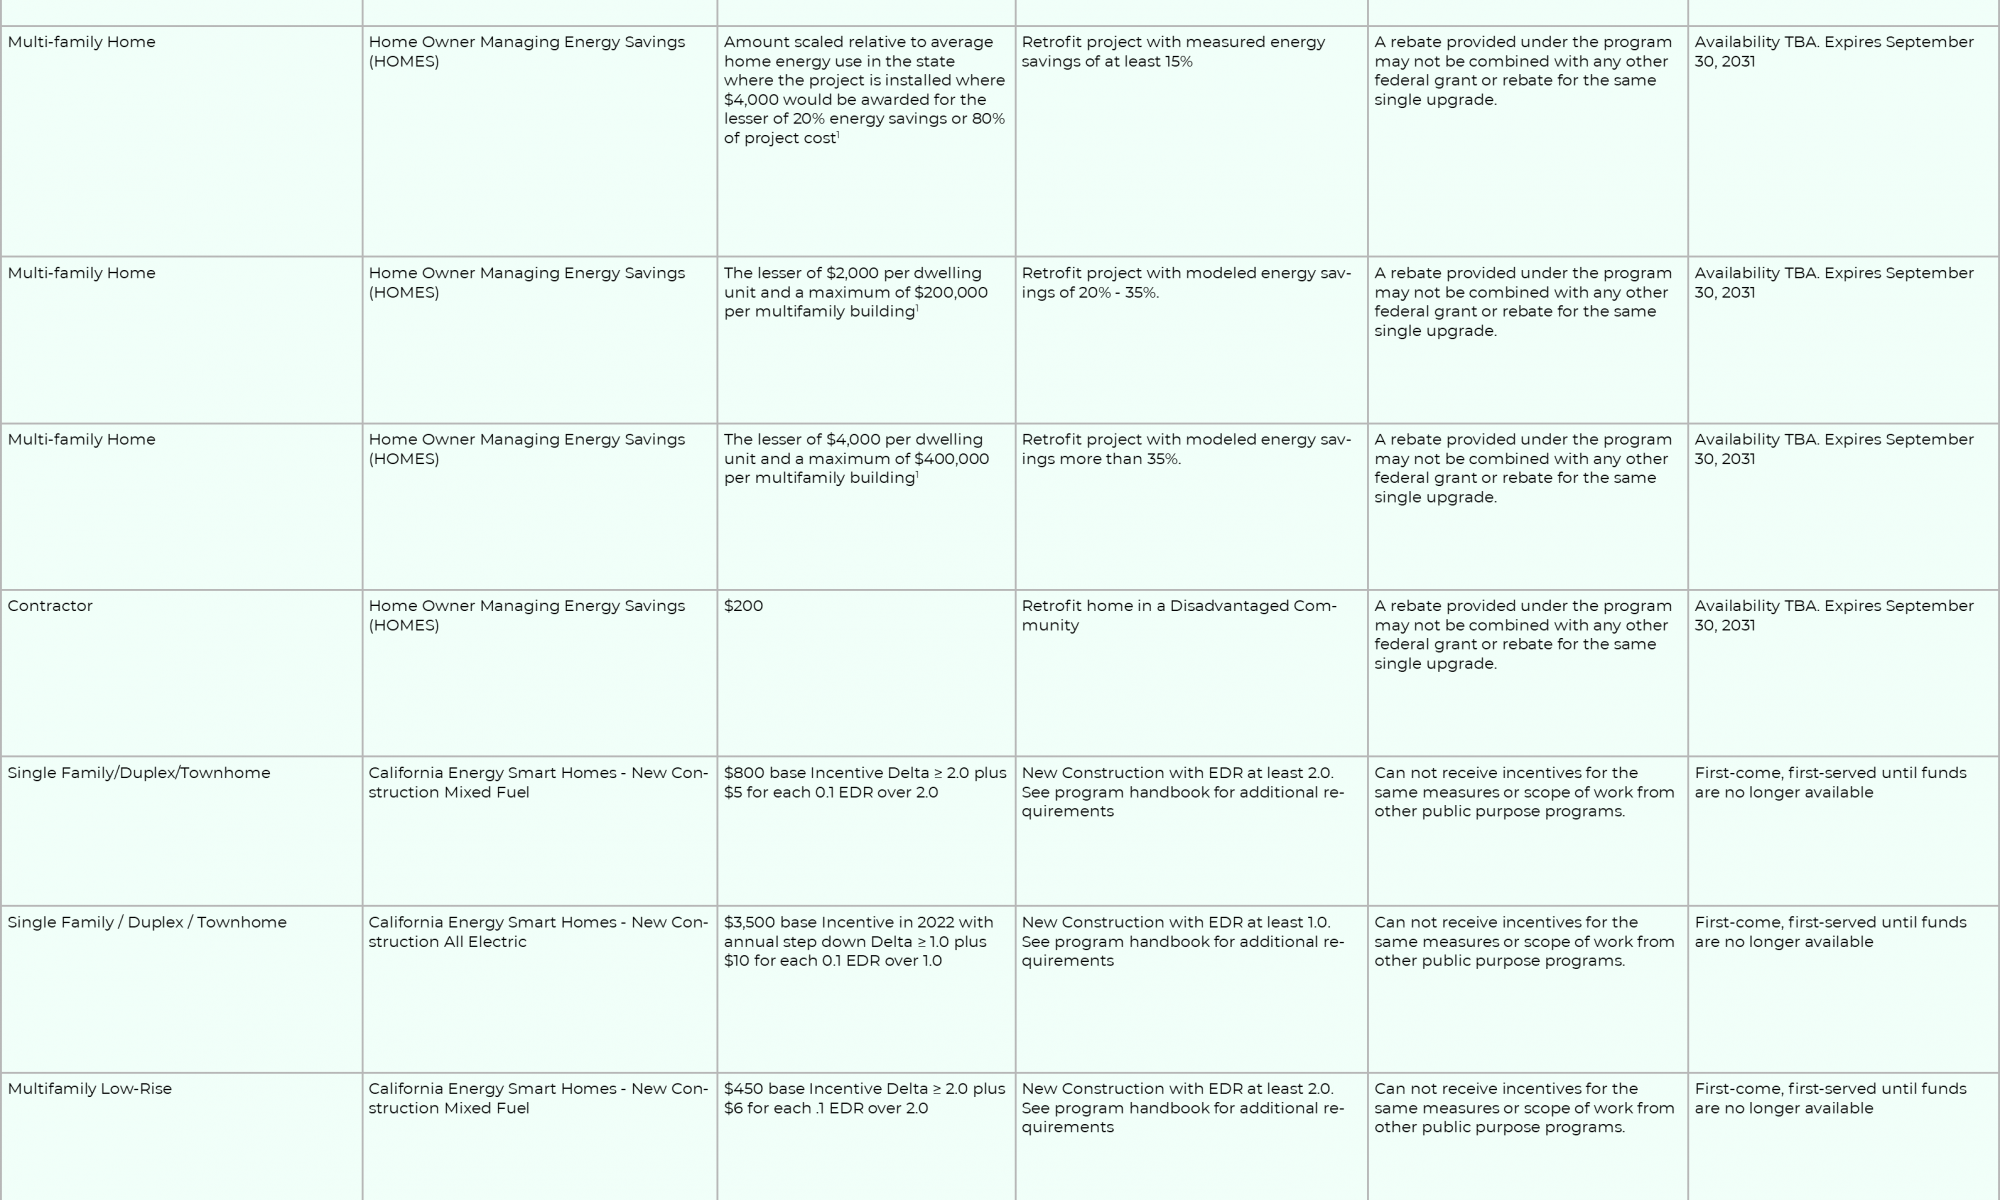 Multi-family Home
Home Owner Managing Energy Savings
(HOMES)
Amount scaled relative to average
home energy use in the state
where the project is installed where
$4,000 would be awarded for the
lesser of 20% energy savings or 80%
of project cost¹
Retrofit project with measured energy
savings of at least 15%
A rebate provided under the program
may not be combined with any other
federal grant or rebate for the same
single upgrade.
Availability TBA. Expires September
30, 2031
Multi-family Home
Home Owner Managing Energy Savings
(HOMES)
The lesser of $2,000 per dwelling
unit and a maximum of $200,000
per multifamily building¹
Retrofit project with modeled energy sav-
ings of 20% - 35%.
A rebate provided under the program
may not be combined with any other
federal grant or rebate for the same
single upgrade.
Availability TBA. Expires September
30, 2031
Multi-family Home
Home Owner Managing Energy Savings
(HOMES)
The lesser of $4,000 per dwelling
unit and a maximum of $400,000
per multifamily building¹
Retrofit project with modeled energy sav-
ings more than 35%.
A rebate provided under the program
may not be combined with any other
federal grant or rebate for the same
single upgrade.
Availability TBA. Expires September
30, 2031
Contractor
Home Owner Managing Energy Savings
(HOMES)
$200
Retrofit home in a Disadvantaged Com-
munity
A rebate provided under the program
may not be combined with any other
federal grant or rebate for the same
single upgrade.
Availability TBA. Expires September
30, 2031
Single Family/Duplex/Townhome
California Energy Smart Homes - New Con-
struction Mixed Fuel
$800 base Incentive Delta ≥ 2.0 plus
$5 for each 0.1 EDR over 2.0
New Construction with EDR at least 2.0.
See program handbook for additional re-
quirements
Can not receive incentives for the
same measures or scope of work from
other public purpose programs.
First-come, first-served until funds
are no longer available
Single Family / Duplex / Townhome
California Energy Smart Homes - New Con-
struction All Electric
$3,500 base Incentive in 2022 with
annual step down Delta ≥ 1.0 plus
$10 for each 0.1 EDR over 1.0
New Construction with EDR at least 1.0.
See program handbook for additional re-
quirements
Can not receive incentives for the
same measures or scope of work from
other public purpose programs.
First-come, first-served until funds
are no longer available
Multifamily Low-Rise
California Energy Smart Homes - New Con-
struction Mixed Fuel
$450 base Incentive Delta ≥ 2.0 plus
$6 for each .1 EDR over 2.0
New Construction with EDR at least 2.0.
See program handbook for additional re-
quirements
Can not receive incentives for the
same measures or scope of work from
other public purpose programs.
First-come, first-served until funds
are no longer available